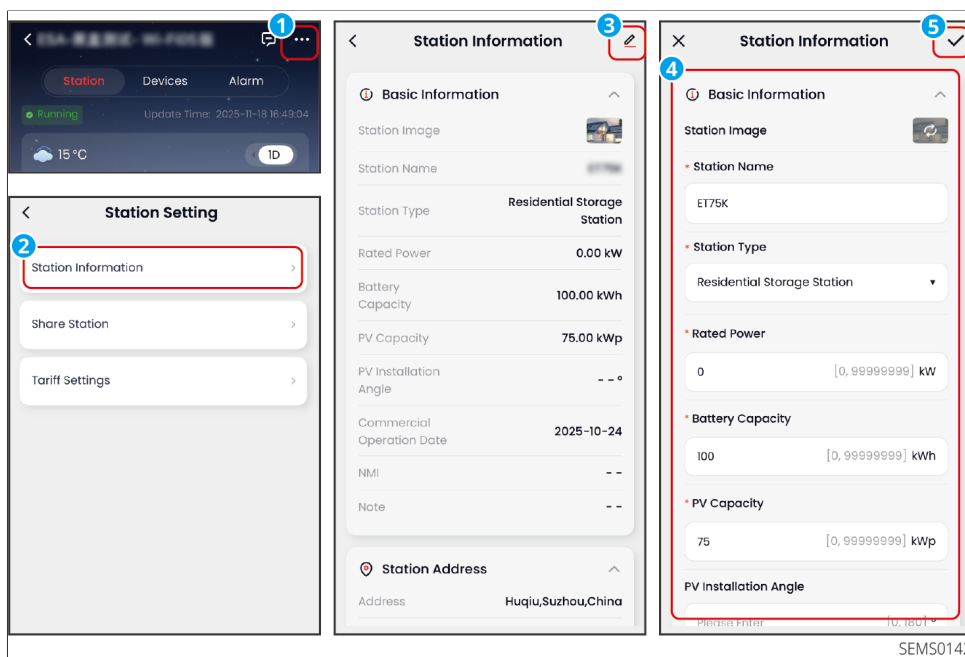 1
Station
Devices
Alarm
Running
Update Time: 2025-11-18 16:49:04
15 °C
1D
Station Setting
2
Station Information
Share Station
Tariff Settings
Station Information
3
Basic Information
Station Image
Station Name
Station Type
Residential Storage
Station
Rated Power
0.00 kW
Battery
Capacity
100.00 kWh
PV Capacity
75.00 kWp
PV Installation
Angle
- - °
Commercial
Operation Date
2025-10-24
NMI
- -
Note
- -
Station Address
Address
Huqiu,Suzhou,China
Station Information
5
4
Basic Information
Station Image
* Station Name
ET75K
* Station Type
Residential Storage Station
* Rated Power
0 [0, 99999999] kW
* Battery Capacity
100 [0, 99999999] kWh
* PV Capacity
75 [0, 99999999] kWp
PV Installation Angle
Please Enter [0, 180] °